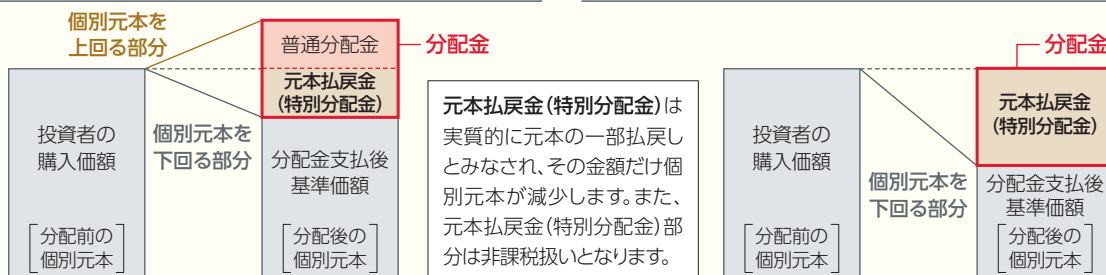 個別元本を
上回る部分
普通分配金
分配金
元本払戻金
(特別分配金)
投資者の
購入価額
個別元本を
下回る部分
分配金支払後
基準価額
分配前の
個別元本
分配後の
個別元本
元本払戻金(特別分配金)は
実質的に元本の一部払戻し
とみなされ、その金額だけ個
別元本が減少します。また、
元本払戻金(特別分配金)部
分は非課税扱いとなります。
分配金
元本払戻金
(特別分配金)
投資者の
購入価額
個別元本を
下回る部分
分配金支払後
基準価額
分配前の
個別元本
分配後の
個別元本